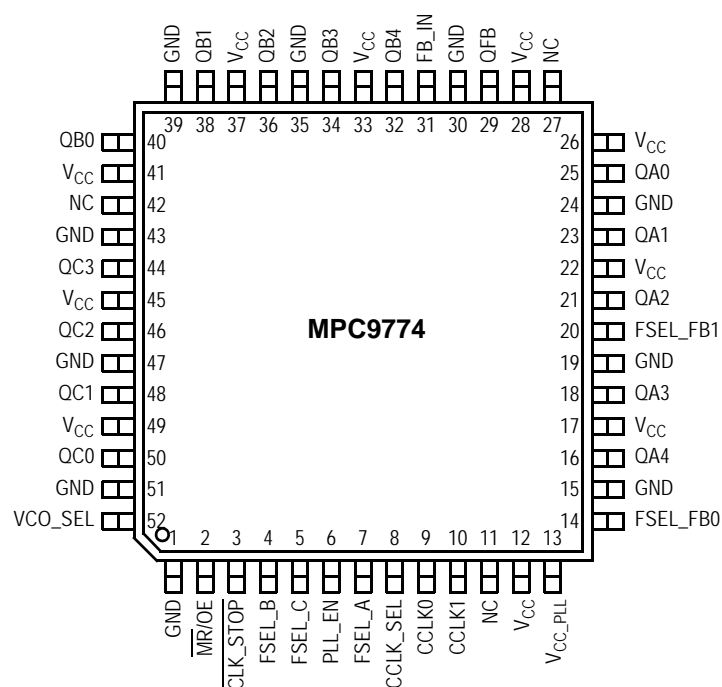 GND QB1 VCC QB2 GND QB3 VCC QB4 FB_IN GND QFB VCC NC
39 38 37 36 35 34 33 32 31 30 29 28 27
QB0 40 26 VCC
VCC 41 25 QA0
NC 42 24 GND
GND 43 23 QA1
QC3 44 22 VCC
VCC 45 21 QA2
QC2 46 MPC9774 20 FSEL_FB1
GND 47 19 GND
QC1 48 18 QA3
VCC 49 17 VCC
QC0 50 16 QA4
GND 51 15 GND
VCO_SEL 52 14 FSEL_FB0
1 2 3 4 5 6 7 8 9 10 11 12 13
GND MR/OE CLK_STOP FSEL_B FSEL_C PLL_EN FSEL_A CCLK_SEL CCLK0 CCLK1 NC VCC VCC_PLL